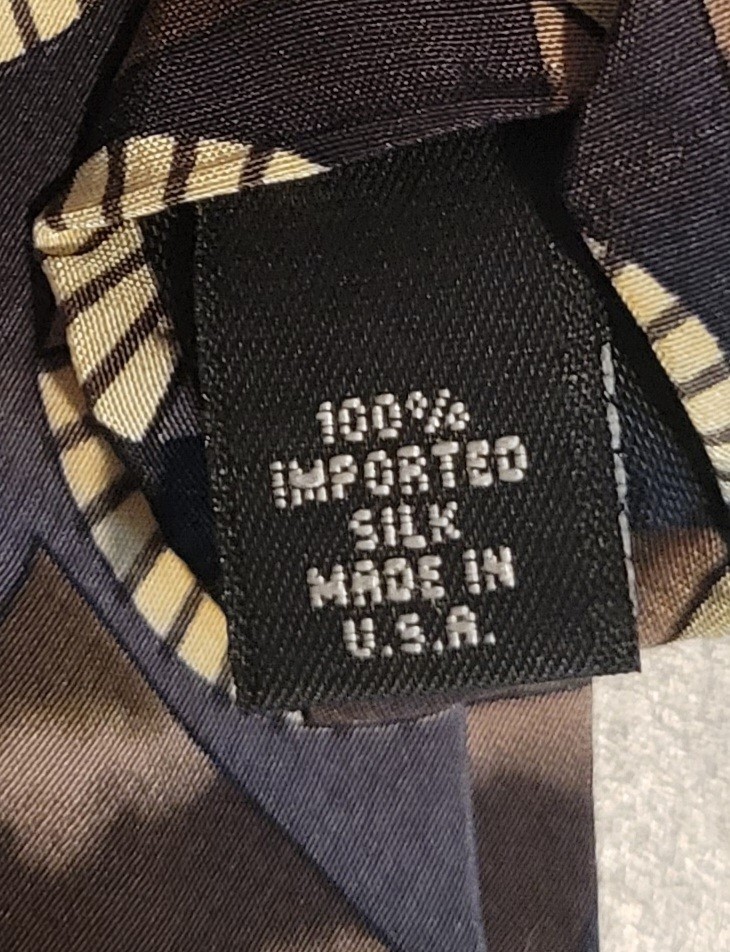 100%
IMPORTED
SILK
MADE IN
U.S.A.